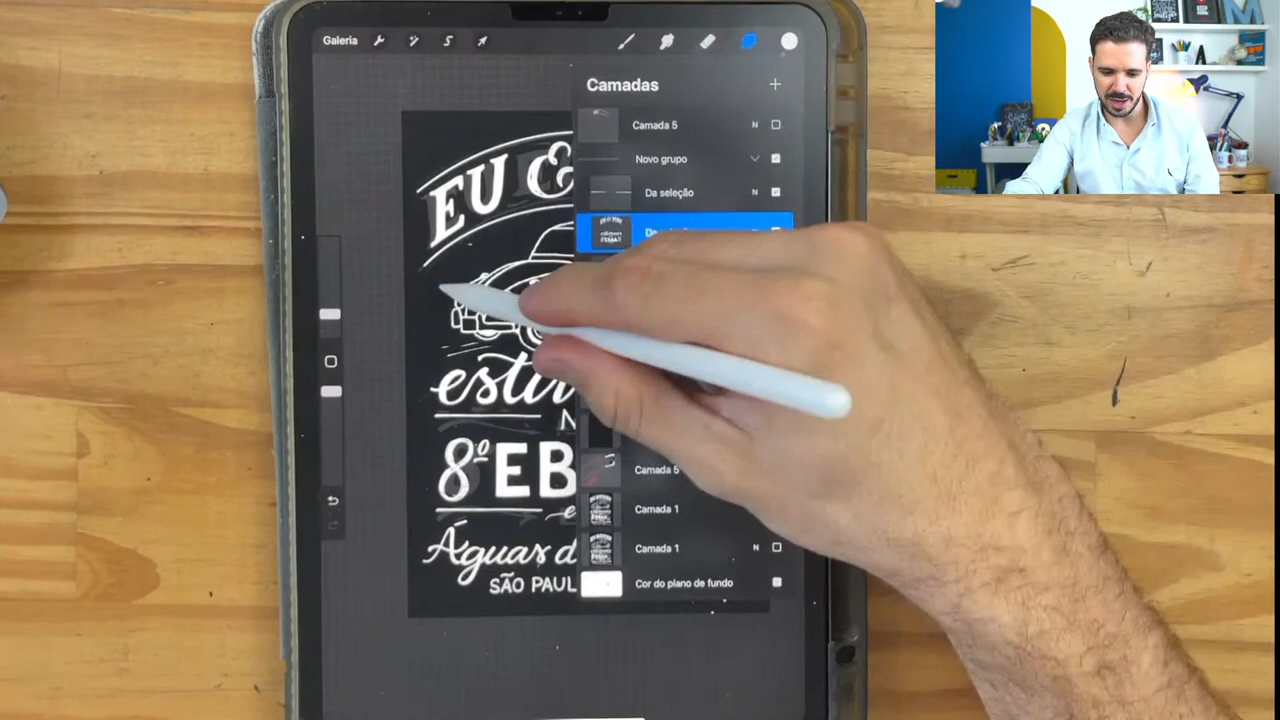 Galeria
Camadas
Camada 5 N
Novo grupo
Da seleção N
EU &
esti
N
8º EB
e
Águas d
SÃO PAUL
Camada 5
Camada 1
Camada 1 N
Cor do plano de fundo